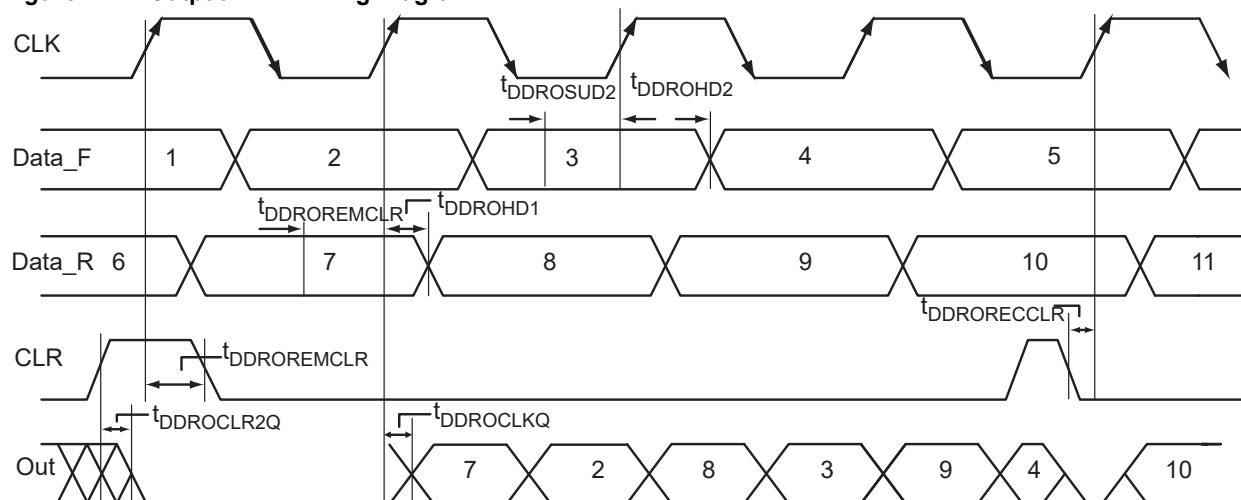 CLK
tDDROSUD2 tDDROHD2
Data_F 1 2 3 4 5
tDDROREMCLR tDDROHD1
Data_R 6 7 8 9 10 11
tDDRORECCLR
CLR tDDROREMCLR
tDDROCLR2Q tDDROCLKQ
Out 7 2 8 3 9 4 10